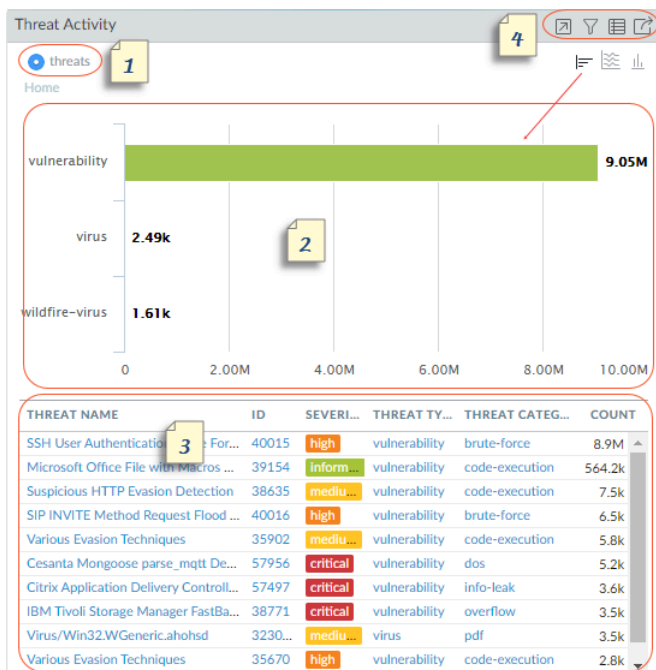 Threat Activity
4
threats
1
Home
vulnerability 9.05M
virus 2.49k
2
wildfire-virus 1.61k
0 2.00M 4.00M 6.00M 8.00M 10.00M
THREAT NAME ID SEVERI... THREAT TY... THREAT CATEG... COUNT
SSH User Authentication For... 40015 high vulnerability brute-force 8.9M
3
Microsoft Office File with Macros ... 39154 inform... vulnerability code-execution 564.2k
Suspicious HTTP Evasion Detection 38635 mediu... vulnerability code-execution 7.5k
SIP INVITE Method Request Flood ... 40016 high vulnerability brute-force 6.5k
Various Evasion Techniques 35902 mediu... vulnerability code-execution 5.8k
Cesanta Mongoose parse_mqtt De... 57956 critical vulnerability dos 5.2k
Citrix Application Delivery Controll... 57497 critical vulnerability info-leak 3.6k
IBM Tivoli Storage Manager FastBa... 38771 critical vulnerability overflow 3.5k
Virus/Win32.WGeneric.ahohsd 3230... mediu... virus pdf 3.5k
Various Evasion Techniques 35670 high vulnerability code-execution 2.8k